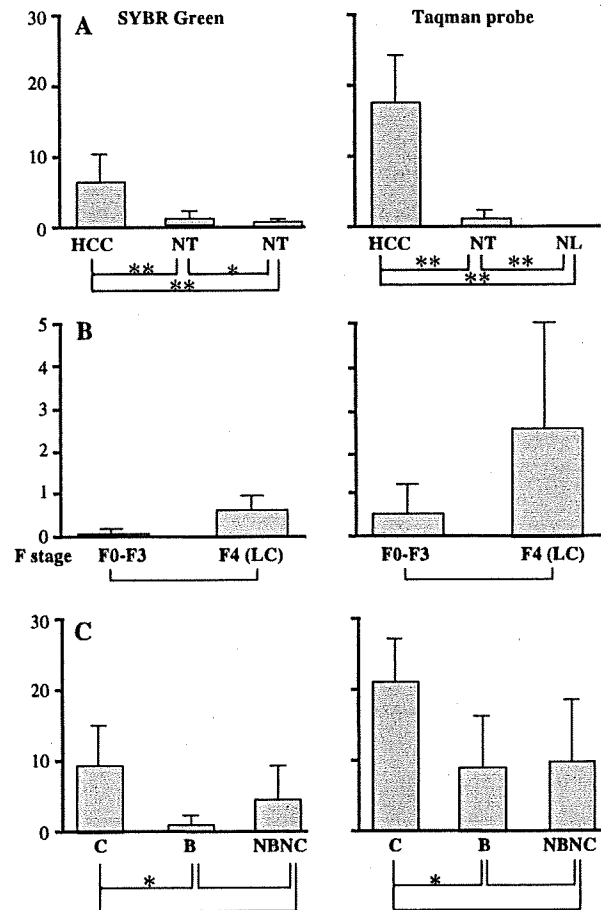 A
SYBR Green
Taqman probe
30
20
10
0
HCC NT NT
** *
**
HCC NT NL
** **
**
B
5
4
3
2
1
0
F stage F0-F3 F4 (LC)
F0-F3 F4 (LC)
C
30
20
10
0
C B NBNC
*
C B NBNC
*